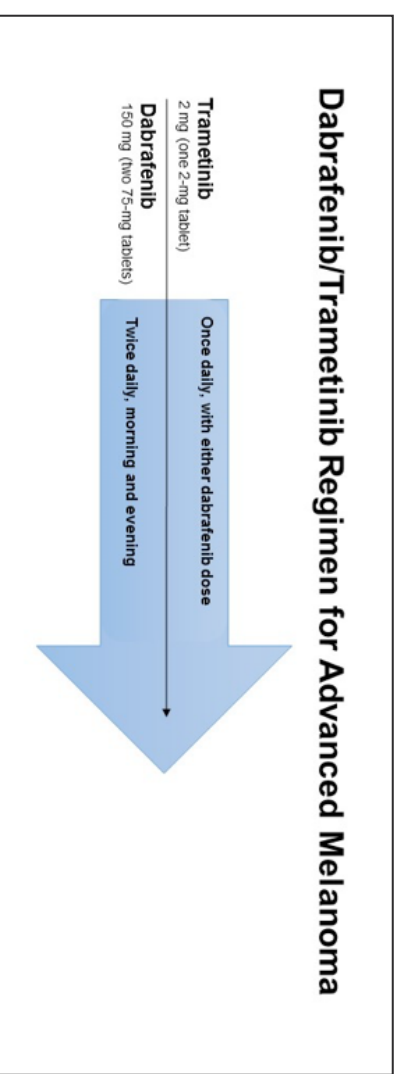 Dabrafenib/Trametinib Regimen for Advanced Melanoma
Trametinib
2 mg (one 2-mg tablet)
Once daily, with either dabrafenib dose
Dabrafenib
150 mg (two 75-mg tablets)
Twice daily, morning and evening